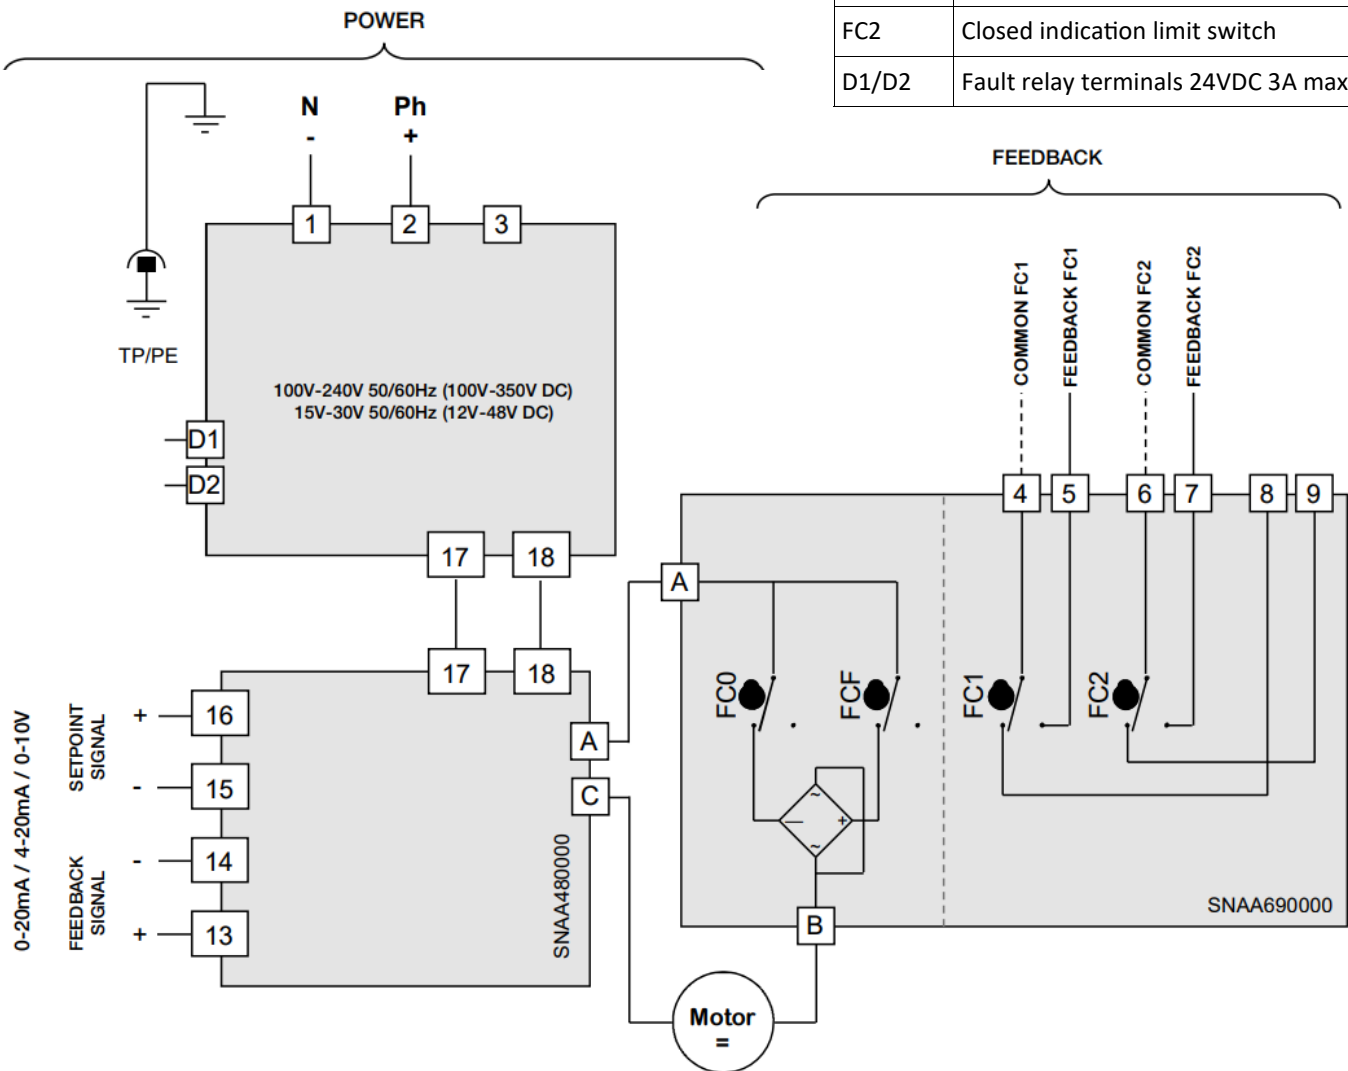 POWER
FC2 Closed indication limit switch
D1/D2 Fault relay terminals 24VDC 3A max
N
-
Ph
+
1
2
3
TP/PE
100V-240V 50/60Hz (100V-350V DC)
15V-30V 50/60Hz (12V-48V DC)
D1
D2
17
18
FEEDBACK
COMMON FC1
FEEDBACK FC1
COMMON FC2
FEEDBACK FC2
4
5
6
7
8
9
A
FC0
FCF
FC1
FC2
~
—
+
~
B
SNAA690000
17
18
0-20mA / 4-20mA / 0-10V
SETPOINT
SIGNAL
+
16
-
15
FEEDBACK
SIGNAL
-
14
+
13
A
C
SNAA480000
Motor
=